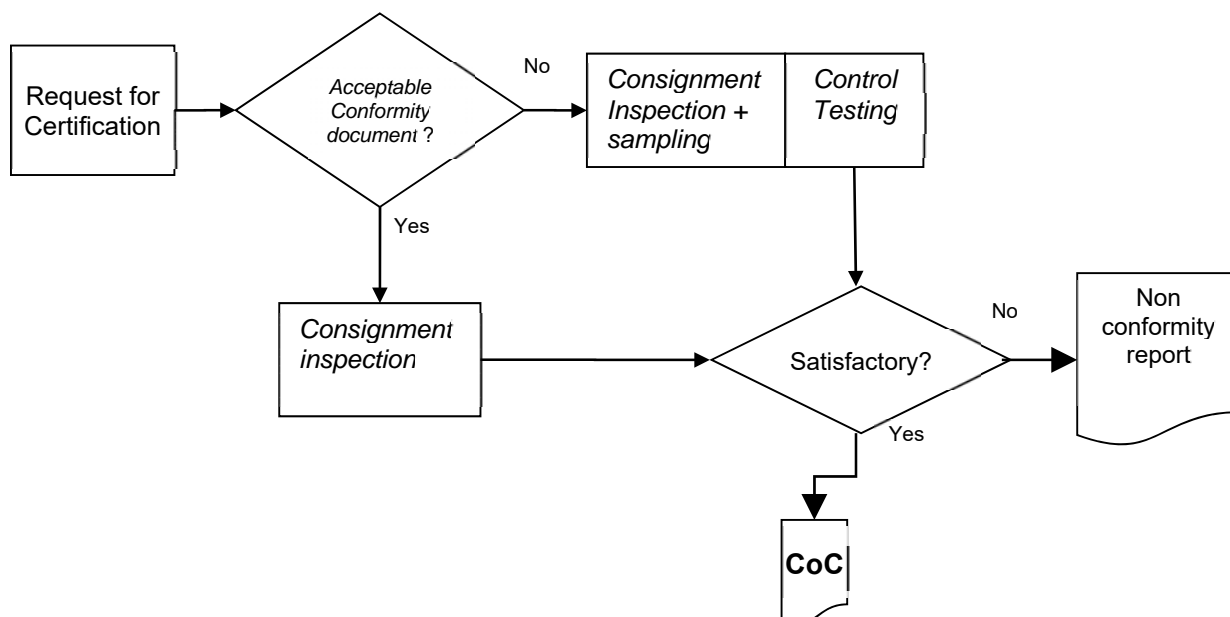 Request for
Certification
Acceptable
Conformity
document ?
No
Consignment
Inspection +
sampling
Control
Testing
Yes
Consignment
inspection
Satisfactory?
No
Non
conformity
report
Yes
CoC